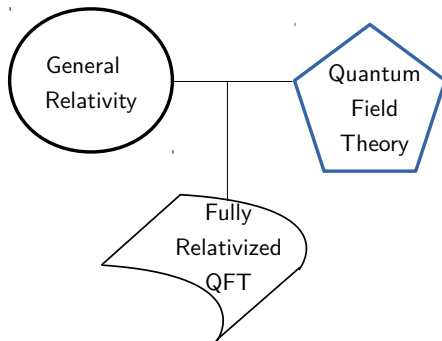 General
Relativity
Quantum
Field
Theory
Fully
Relativized
QFT